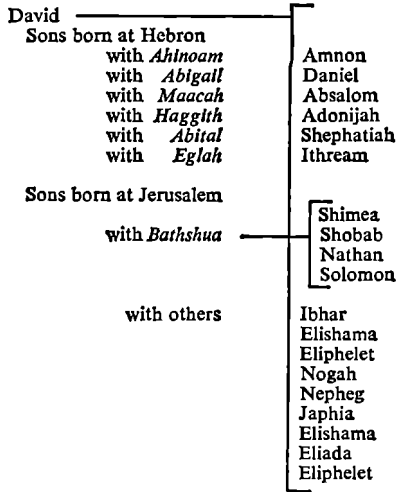 David
Sons born at Hebron
with Ahinoam Amnon
with Abigail Daniel
with Maacah Absalom
with Haggith Adonijah
with Abital Shephatiah
with Eglah Ithream
Sons born at Jerusalem
with Bathshua
Shimea
Shobab
Nathan
Solomon
with others Ibhar
Elishama
Eliphelet
Nogah
Nepheg
Japhia
Elishama
Eliada
Eliphelet